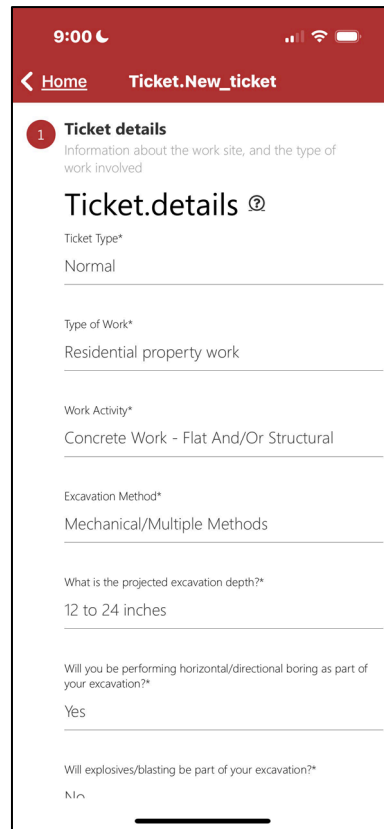 9:00
Home Ticket.New_ticket
1 Ticket details
Information about the work site, and the type of
work involved
Ticket.details ?
Ticket Type*
Normal
Type of Work*
Residential property work
Work Activity*
Concrete Work - Flat And/Or Structural
Excavation Method*
Mechanical/Multiple Methods
What is the projected excavation depth?*
12 to 24 inches
Will you be performing horizontal/directional boring as part of
your excavation?*
Yes
Will explosives/blasting be part of your excavation?*
No